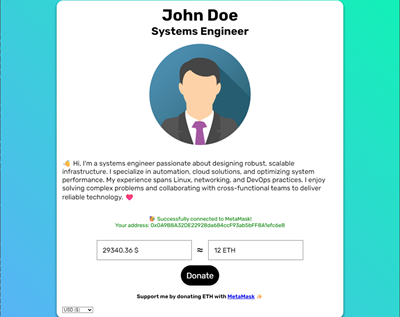 John Doe
Systems Engineer
👋 Hi, I'm a systems engineer passionate about designing robust, scalable
infrastructure. I specialize in automation, cloud solutions, and optimizing system
performance. My experience spans Linux, networking, and DevOps practices. I enjoy
solving complex problems and collaborating with cross-functional teams to deliver
reliable technology. 💖
Successfully connected to MetaMask!
Your address:
29340.36 $ ≈ 12 ETH
Donate
Support me by donating ETH with MetaMask ✨
USD ($)